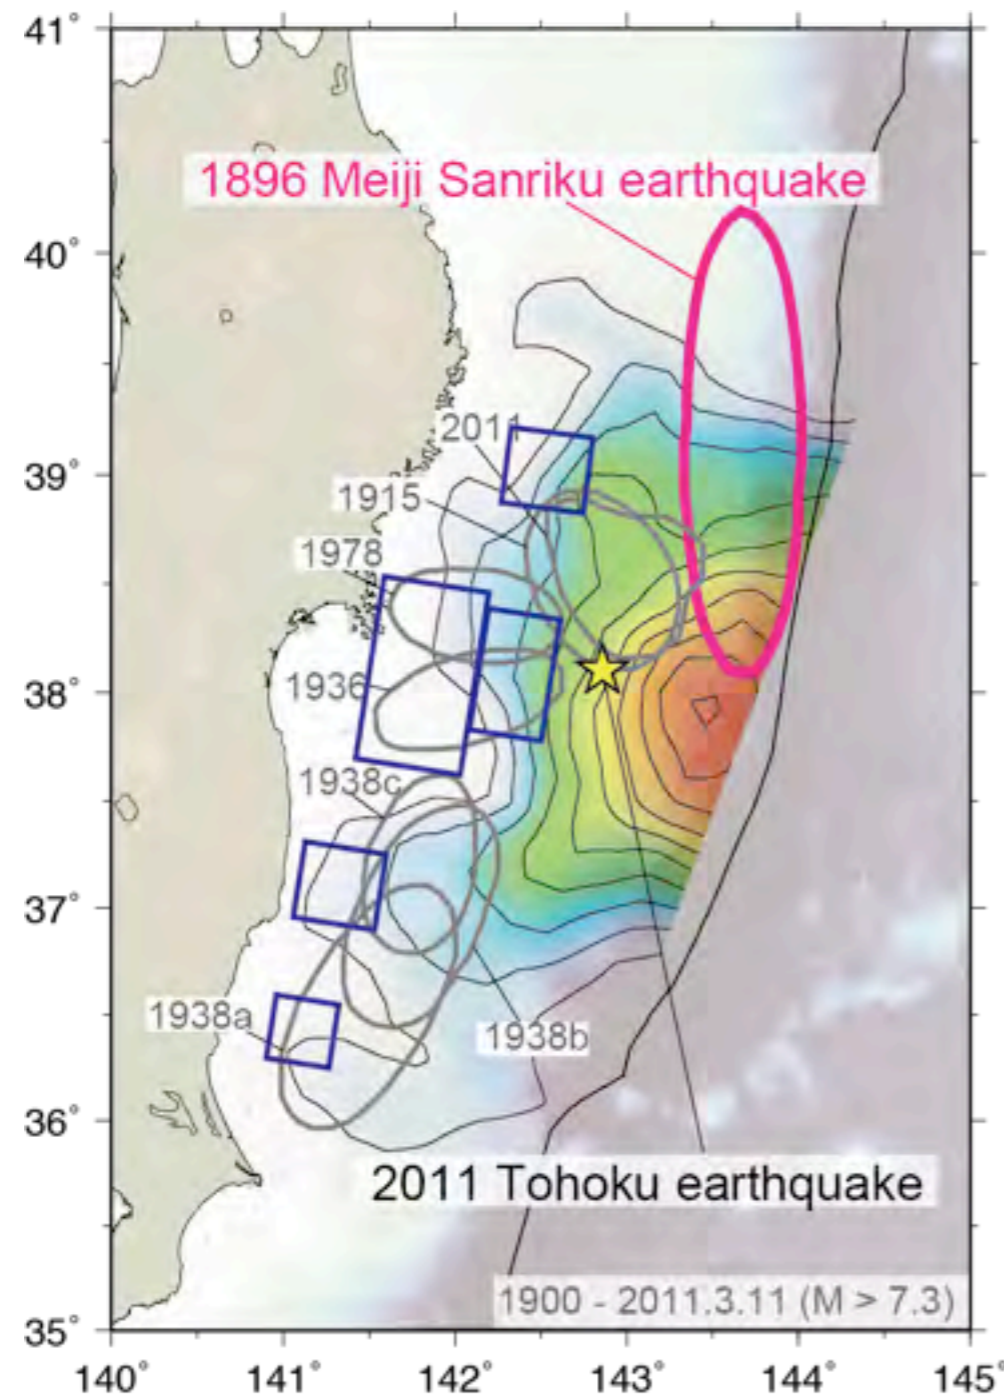 41°
1896 Meiji Sanriku earthquake
40°
2011
39°
1915
1978
38°
1936
1938c
37°
1938a
1938b
36°
2011 Tohoku earthquake
1900 - 2011.3.11 (M > 7.3)
35°
140° 141° 142° 143° 144° 145°